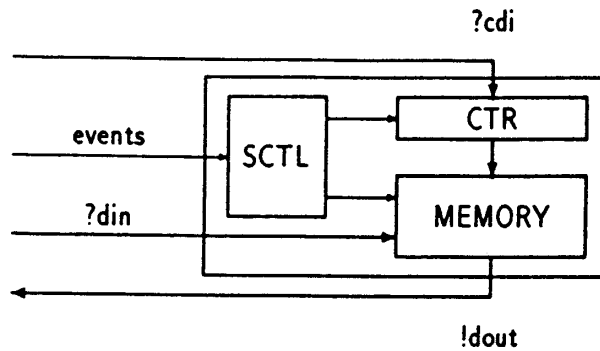 ?cdi
CTR
events
SCTL
?din
MEMORY
!dout